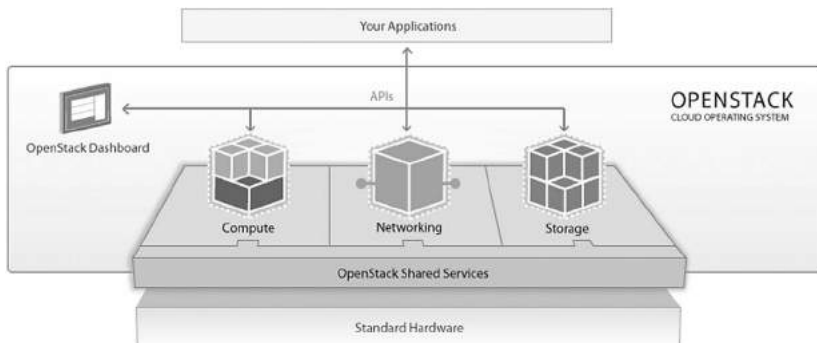 Your Applications
APIs
OPENSTACK
CLOUD OPERATING SYSTEM
OpenStack Dashboard
Compute
Networking
Storage
OpenStack Shared Services
Standard Hardware